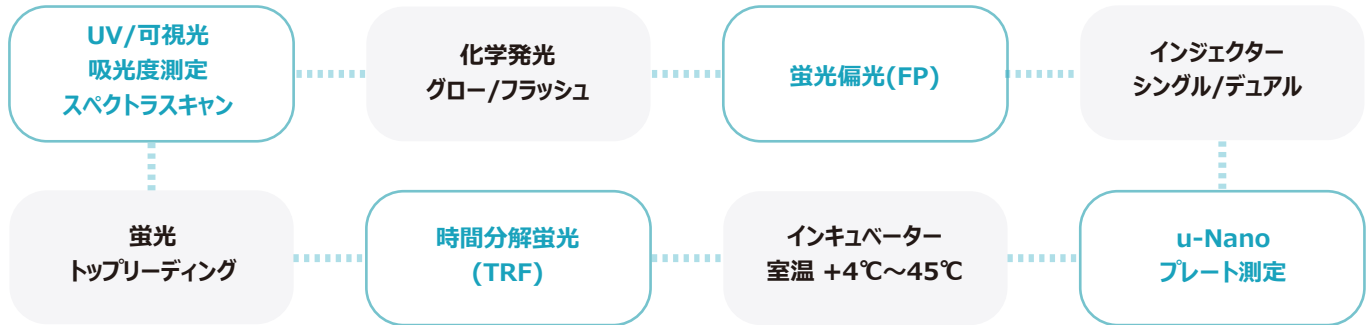 UV/可視光
吸光度測定
スペクトラスキャン
化学発光
グロー/フラッシュ
蛍光偏光(FP)
インジェクター
シングル/デュアル
蛍光
トップリーディング
時間分解蛍光
(TRF)
インキュベーター
室温 +4℃～45℃
u-Nano
プレート測定